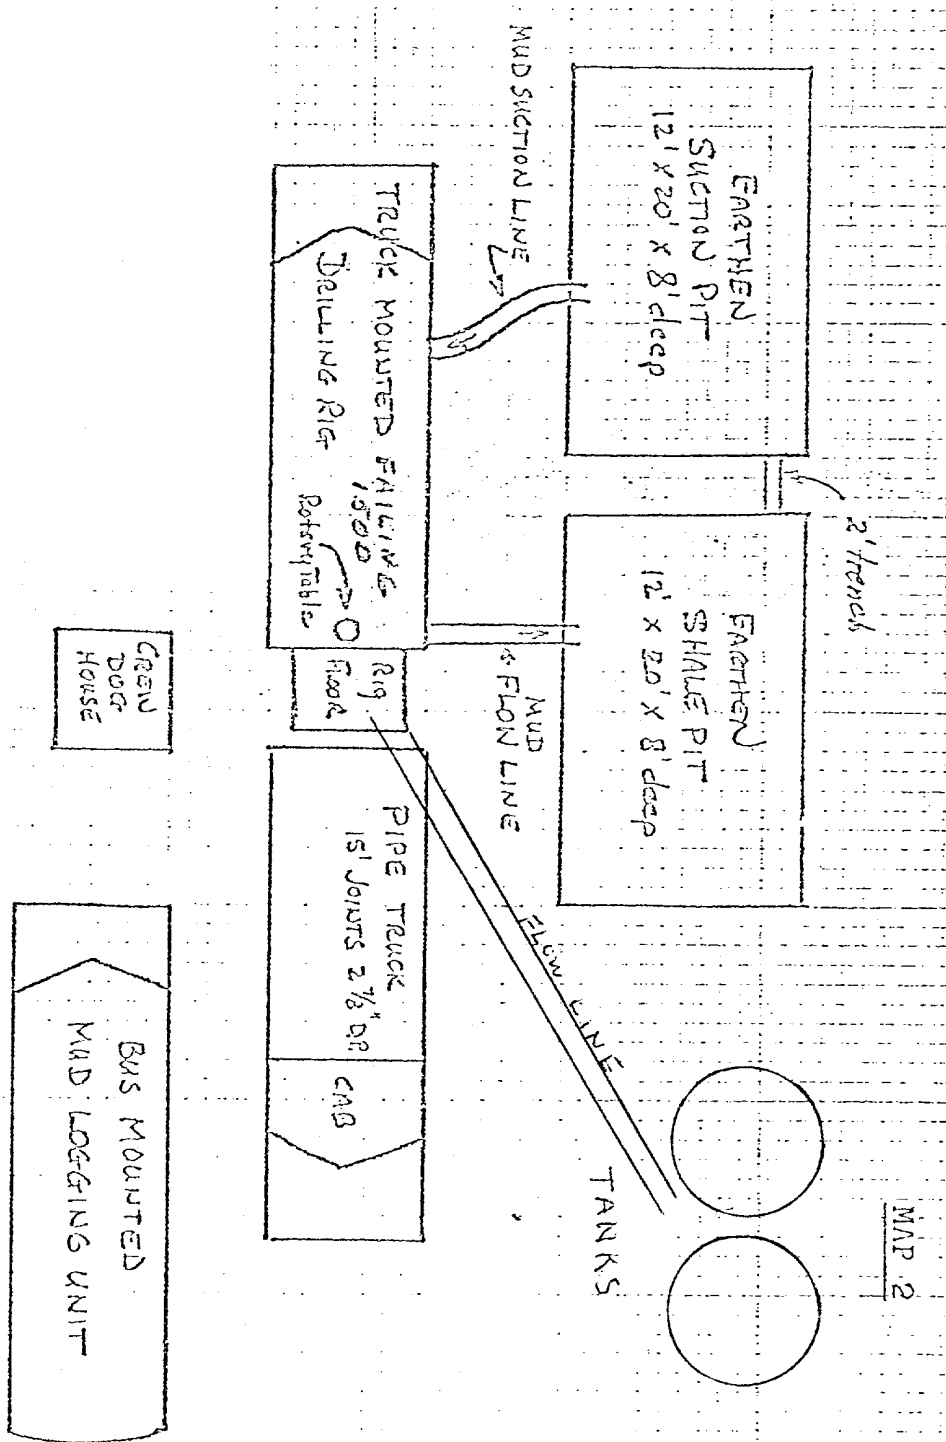 MAP 2
EARTHEN
SUCTION PIT
12' X 20' X 8' deep
2' trench
EARTHEN
SHALE PIT
12' X 20' X 8' deep
MUD SUCTION LINE
MUD
FLOW LINE
FLOW LINE
TANKS
TRUCK MOUNTED FAILING
1500
DRILLING RIG
Rotary Table
Rig
FLOOR
PIPE TRUCK
15' JOINTS 2 7/8" DP
CAB
CREW
DOG
HOUSE
BUS MOUNTED
MUD LOGGING UNIT